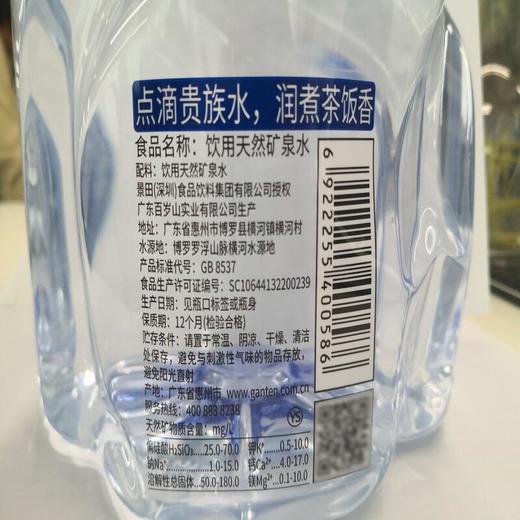 点滴贵族水，润煮茶饭香
食品名称：饮用天然矿泉水
配料：饮用天然矿泉水
景田(深圳)食品饮料集团有限公司授权
广东百岁山实业有限公司生产
地址：广东省惠州市博罗县横河镇横河村
水源地：博罗罗浮山脉横河水源地
产品标准代号：GB 8537
食品生产许可证编号：SC10644132200239
生产日期：见瓶口标签或瓶身
保质期：12个月(检验合格)
贮存条件：请置于常温、阴凉、干燥、清洁
处保存，避免与刺激性气味的物品存放，
避免阳光直射
产地：广东省惠州市 www.ganten.com.cn
服务热线：400 883 8238
天然矿物质含量：mg/L
偏硅酸H₂SiO₃ 25.0-70.0 钾K⁺ 0.5-10.0
钠Na⁺ 1.0-15.0 钙Ca²⁺ 4.0-17.0
溶解性总固体 50.0-180.0 镁Mg²⁺ 0.1-10.0
YS
6922255400586